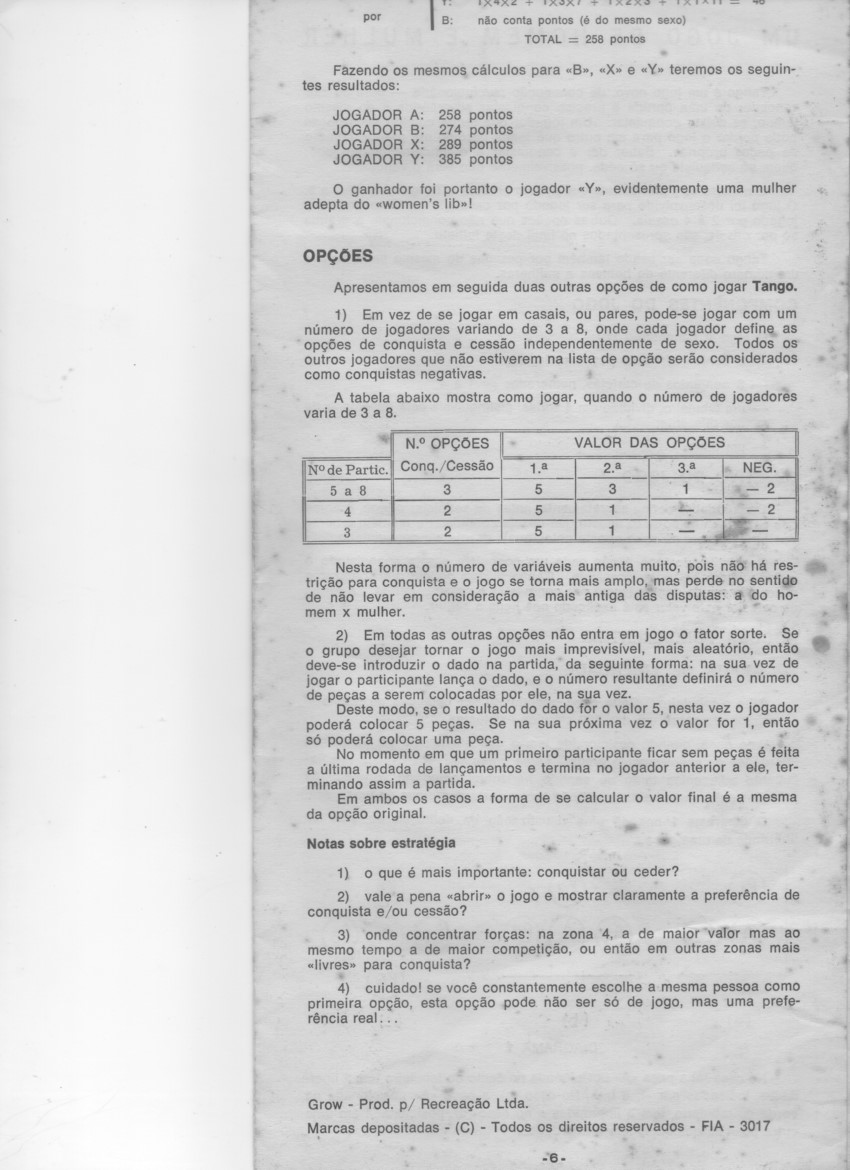 por
B: não conta pontos (é do mesmo sexo)
TOTAL = 258 pontos
Fazendo os mesmos cálculos para «B», «X» e «Y» teremos os seguin-
tes resultados:
JOGADOR A: 258 pontos
JOGADOR B: 274 pontos
JOGADOR X: 289 pontos
JOGADOR Y: 385 pontos
O ganhador foi portanto o jogador «Y», evidentemente uma mulher
adepta do «women's lib»!
OPÇÕES
Apresentamos em seguida duas outras opções de como jogar Tango.
1) Em vez de se jogar em casais, ou pares, pode-se jogar com um
número de jogadores variando de 3 a 8, onde cada jogador define as
opções de conquista e cessão independentemente de sexo. Todos os
outros jogadores que não estiverem na lista de opção serão considerados
como conquistas negativas.
A tabela abaixo mostra como jogar, quando o número de jogadores
varia de 3 a 8.
N.º OPÇÕES VALOR DAS OPÇÕES
Nº de Partic. Conq./Cessão 1.ª 2.ª 3.ª NEG.
5 a 8 3 5 3 1 — 2
4 2 5 1 — — 2
3 2 5 1 — —
Nesta forma o número de variáveis aumenta muito, pois não há res-
trição para conquista e o jogo se torna mais amplo, mas perde no sentido
de não levar em consideração a mais antiga das disputas: a do ho-
mem x mulher.
2) Em todas as outras opções não entra em jogo o fator sorte. Se
o grupo desejar tornar o jogo mais imprevisível, mais aleatório, então
deve-se introduzir o dado na partida, da seguinte forma: na sua vez de
jogar o participante lança o dado, e o número resultante definirá o número
de peças a serem colocadas por ele, na sua vez.
Deste modo, se o resultado do dado for o valor 5, nesta vez o jogador
poderá colocar 5 peças. Se na sua próxima vez o valor for 1, então
só poderá colocar uma peça.
No momento em que um primeiro participante ficar sem peças é feita
a última rodada de lançamentos e termina no jogador anterior a ele, ter-
minando assim a partida.
Em ambos os casos a forma de se calcular o valor final é a mesma
da opção original.
Notas sobre estratégia
1) o que é mais importante: conquistar ou ceder?
2) vale a pena «abrir» o jogo e mostrar claramente a preferência de
conquista e/ou cessão?
3) onde concentrar forças: na zona 4, a de maior valor mas ao
mesmo tempo a de maior competição, ou então em outras zonas mais
«livres» para conquista?
4) cuidado! se você constantemente escolhe a mesma pessoa como
primeira opção, esta opção pode não ser só de jogo, mas uma prefe-
rência real...
Grow - Prod. p/ Recreação Ltda.
Marcas depositadas - (C) - Todos os direitos reservados - FIA - 3017
-6-